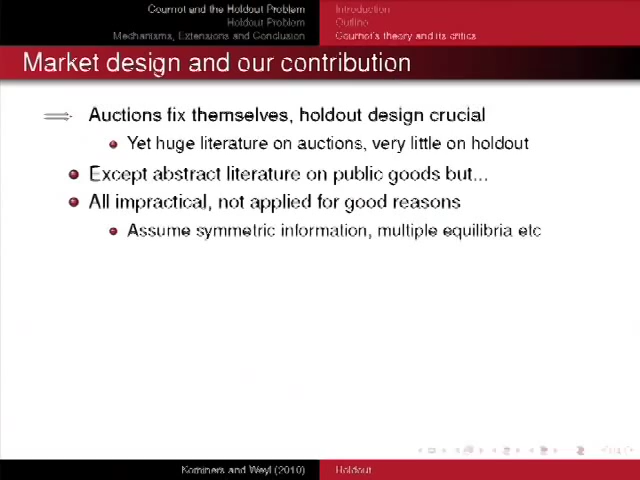 Cournot and the Holdout Problem
Holdout Problem
Mechanisms, Extensions and Conclusion
Introduction
Outline
Cournot's theory and its critics
Market design and our contribution
⟹ Auctions fix themselves, holdout design crucial
Yet huge literature on auctions, very little on holdout
Except abstract literature on public goods but...
All impractical, not applied for good reasons
Assume symmetric information, multiple equilibria etc
Kominers and Weyl (2010)
Holdout